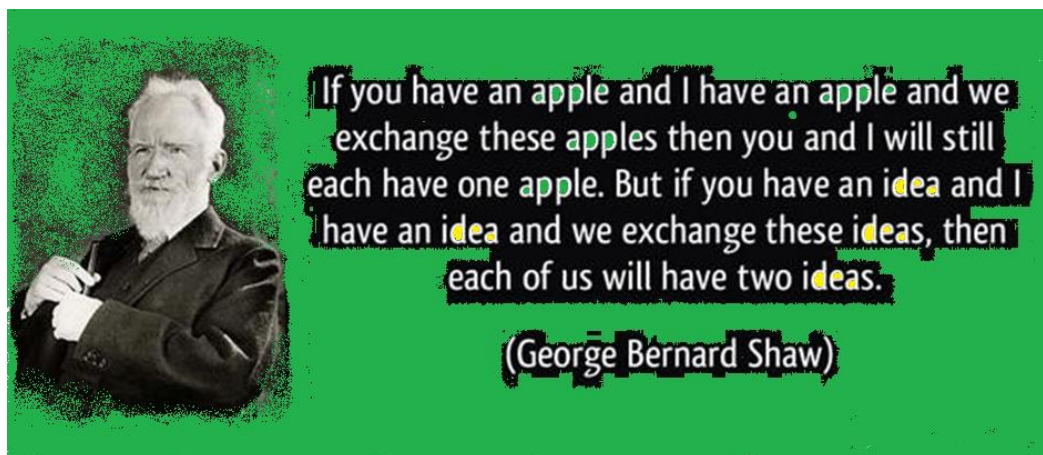 If you have an apple and I have an apple and we
exchange these apples then you and I will still
each have one apple. But if you have an idea and I
have an idea and we exchange these ideas, then
each of us will have two ideas.
(George Bernard Shaw)